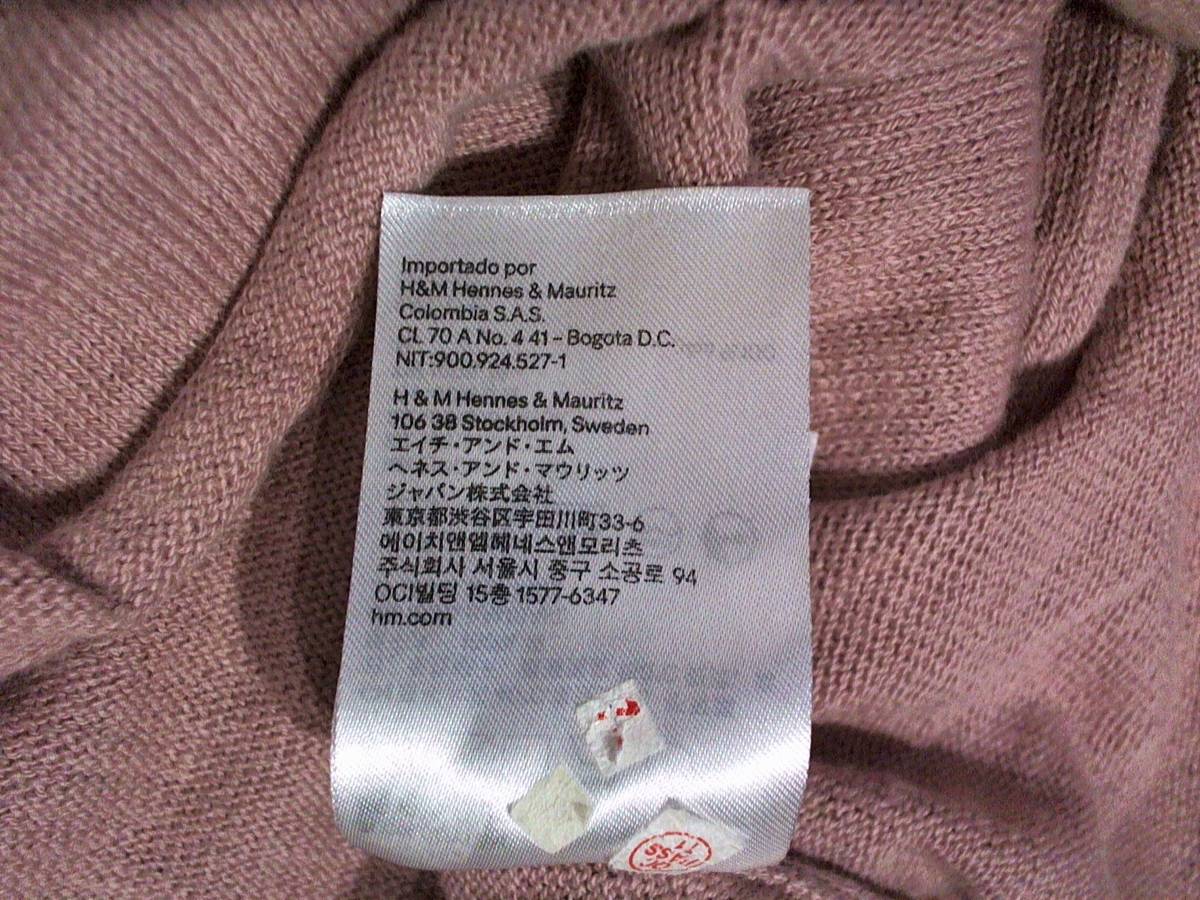 Importado por
H&M Hennes & Mauritz
Colombia S.A.S.
CL 70 A No. 4 41 - Bogota D.C.
NIT:900.924.527-1
H & M Hennes & Mauritz
106 38 Stockholm, Sweden
エイチ・アンド・エム
ヘネス・アンド・マウリッツ
ジャパン株式会社
東京都渋谷区宇田川町33-6
에이치앤엠헤네스앤모리츠
주식회사 서울시 중구 소공로 94
OCI빌딩 15층 1577-6347
hm.com